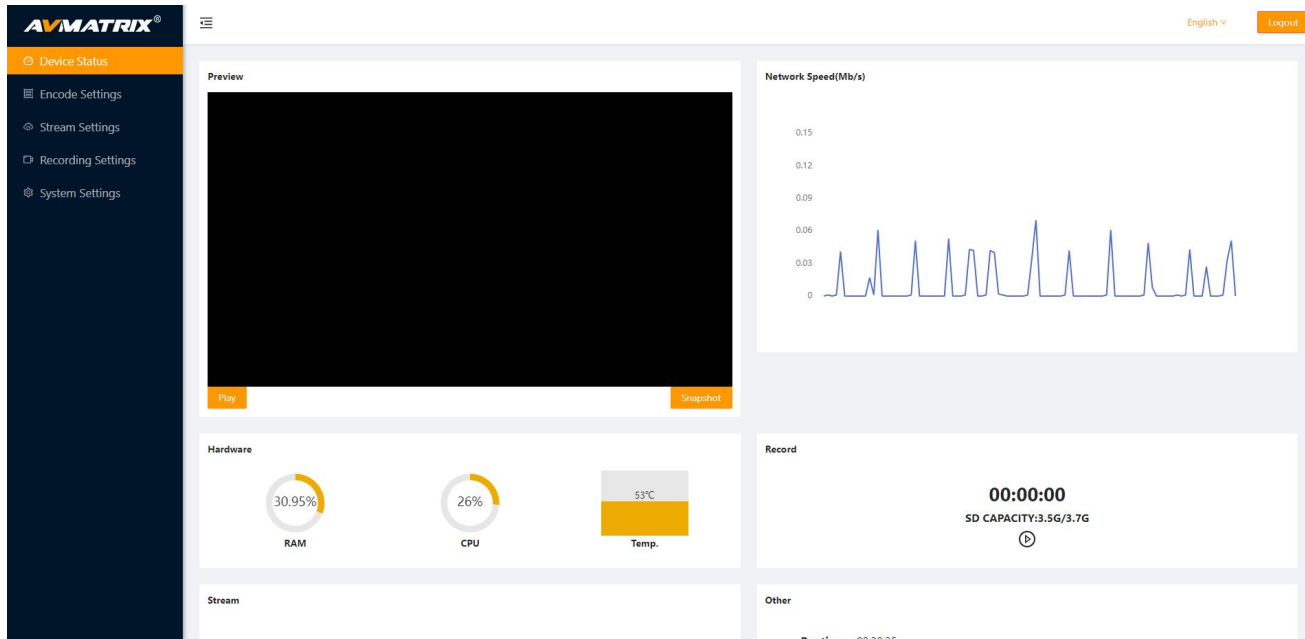 AVMATRIX®
English
Logout
Device Status
Encode Settings
Stream Settings
Recording Settings
System Settings
Preview
Play
Snapshot
Network Speed(Mb/s)
0.15
0.12
0.09
0.06
0.03
0
Hardware
30.95%
RAM
26%
CPU
53°C
Temp.
Record
00:00:00
SD CAPACITY:3.5G/3.7G
Stream
Other